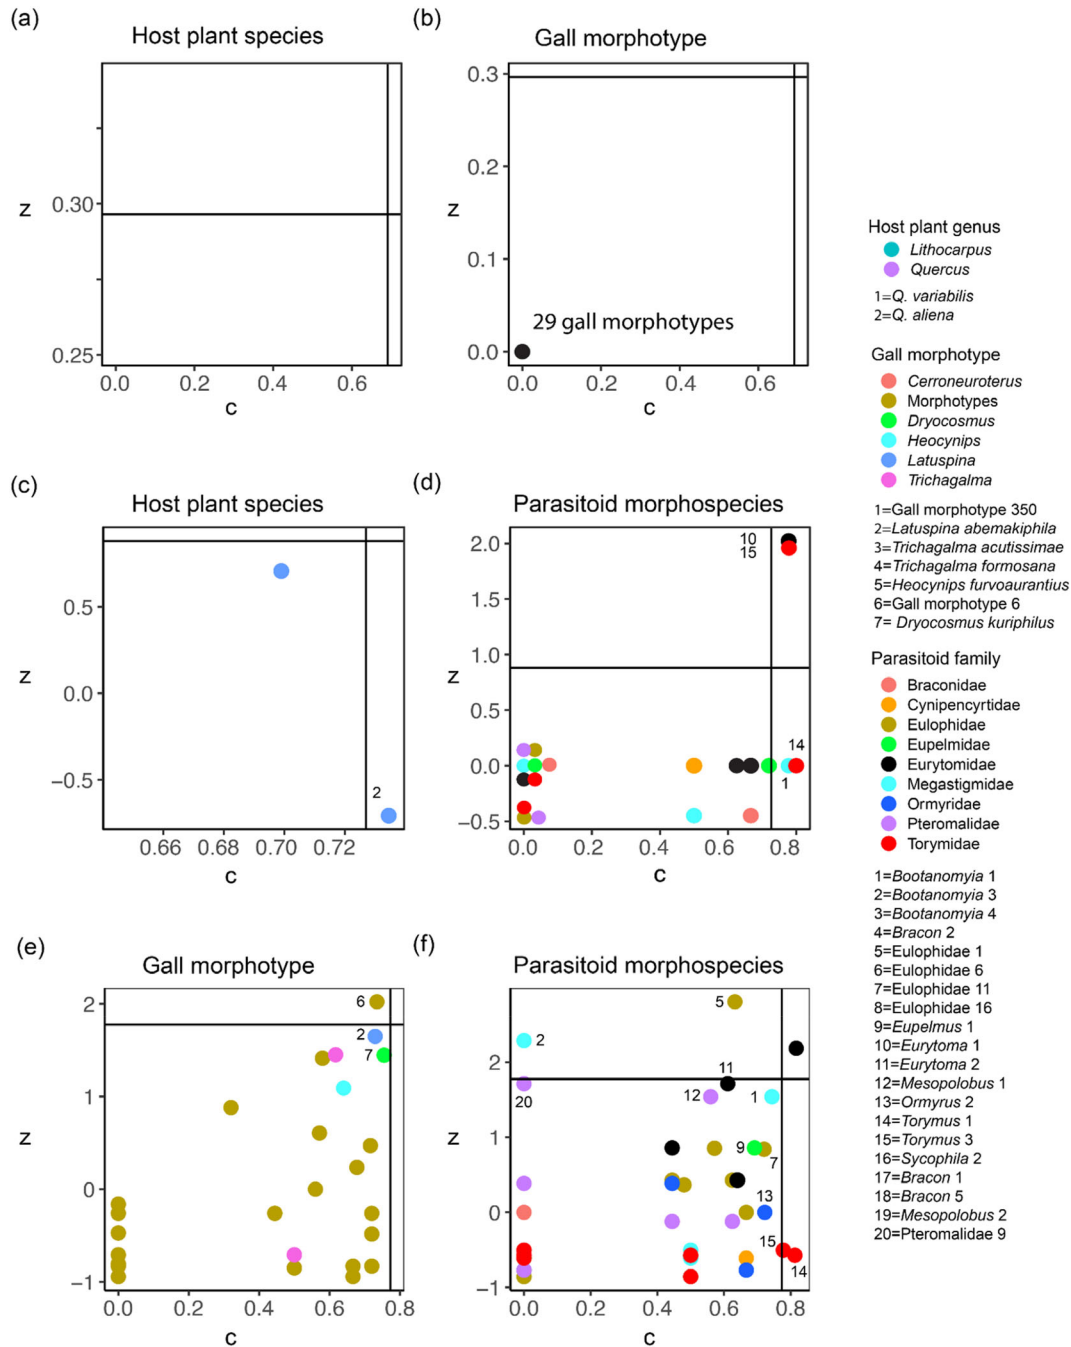 (a)
Host plant species
z
0.30
0.25
0.0 0.2 0.4 0.6
c
(b)
Gall morphotype
z
0.3
0.2
0.1
0.0
29 gall morphotypes
0.0 0.2 0.4 0.6
c
(c)
Host plant species
z
0.5
0.0
−0.5
2
0.66 0.68 0.70 0.72
c
(d)
Parasitoid morphospecies
z
2.0
1.5
1.0
0.5
0.0
−0.5
10
15
14
1
0.0 0.2 0.4 0.6 0.8
c
(e)
Gall morphotype
z
2
1
0
−1
6
2
7
0.0 0.2 0.4 0.6 0.8
c
(f)
Parasitoid morphospecies
z
2
1
0
−1
5
2
11
20
12
1
9
7
13
15
14
0.0 0.2 0.4 0.6 0.8
c
Host plant genus
Lithocarpus
Quercus
1=Q. variabilis
2=Q. aliena
Gall morphotype
Cerroneuroterus
Morphotypes
Dryocosmus
Heocynips
Latuspina
Trichagalma
1=Gall morphotype 350
2=Latuspina abemakiphila
3=Trichagalma acutissimae
4=Trichagalma formosana
5=Heocynips furvoaurantius
6=Gall morphotype 6
7= Dryocosmus kuriphilus
Parasitoid family
Braconidae
Cynipencyrtidae
Eulophidae
Eupelmidae
Eurytomidae
Megastigmidae
Ormyridae
Pteromalidae
Torymidae
1=Bootanomyia 1
2=Bootanomyia 3
3=Bootanomyia 4
4=Bracon 2
5=Eulophidae 1
6=Eulophidae 6
7=Eulophidae 11
8=Eulophidae 16
9=Eupelmus 1
10=Eurytoma 1
11=Eurytoma 2
12=Mesopolobus 1
13=Ormyrus 2
14=Torymus 1
15=Torymus 3
16=Sycophila 2
17=Bracon 1
18=Bracon 5
19=Mesopolobus 2
20=Pteromalidae 9